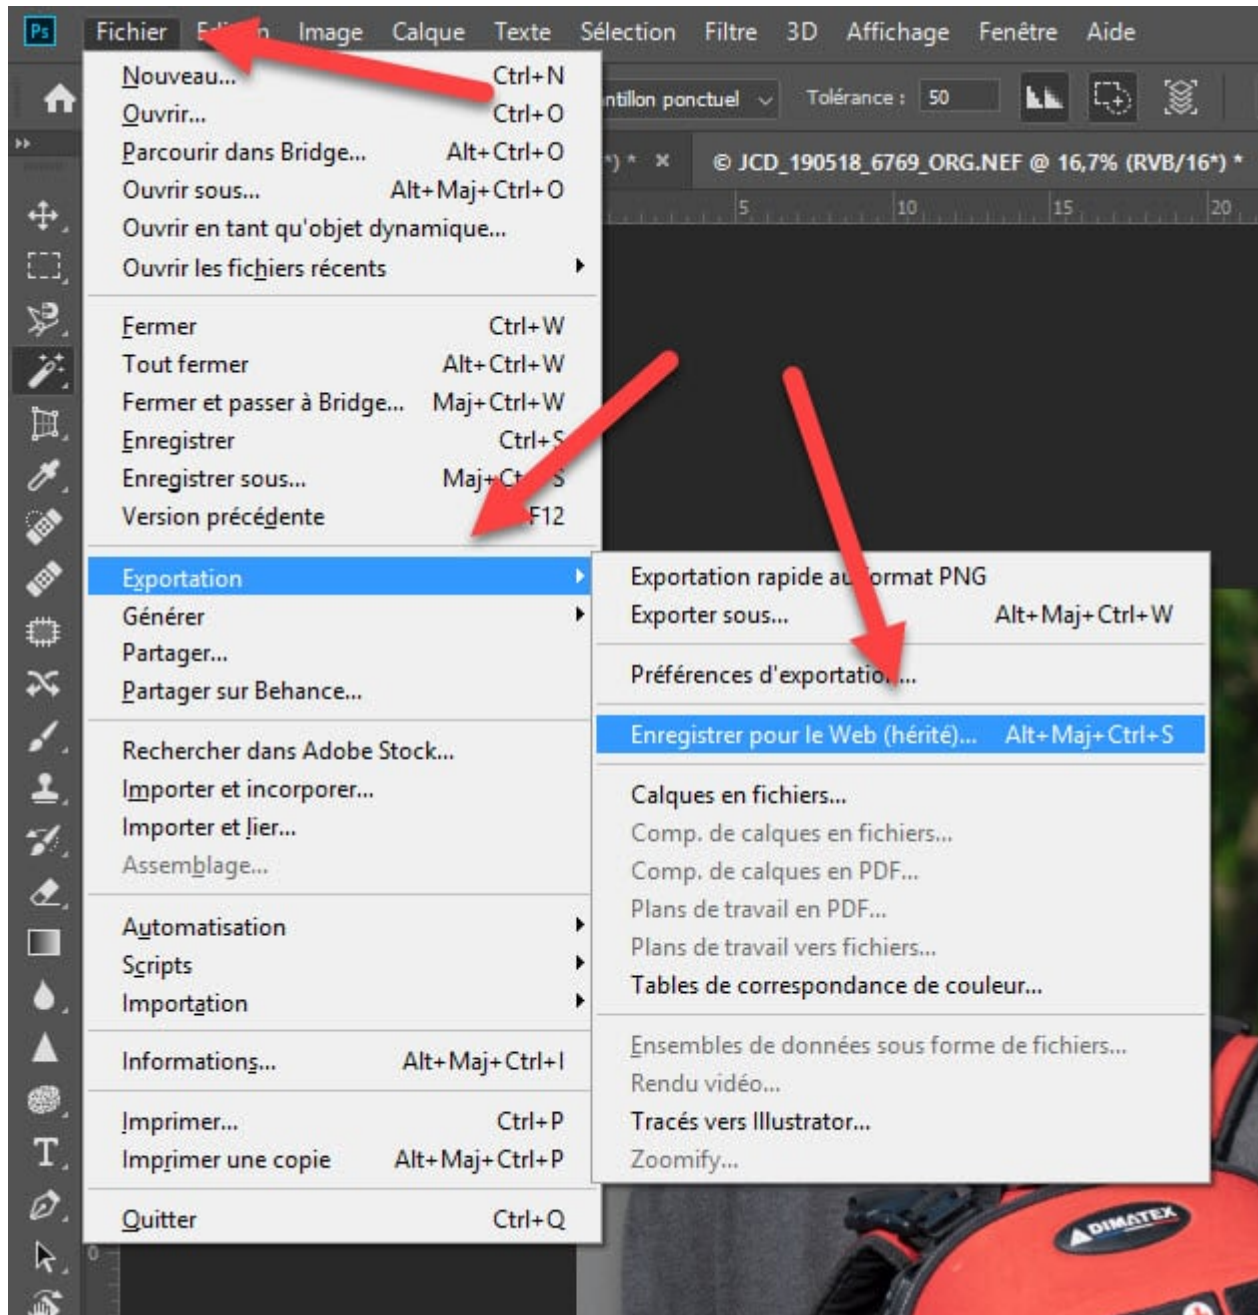 Ps Fichier Image Calque Texte Sélection Filtre 3D Affichage Fenêtre Aide
ponctuel Tolérance : 50
*) * × © JCD_190518_6769_ORG.NEF @ 16,7% (RVB/16*) *
5 10 15 20
Nouveau... Ctrl+N
Ouvrir... Ctrl+O
Parcourir dans Bridge... Alt+Ctrl+O
Ouvrir sous... Alt+Maj+Ctrl+O
Ouvrir en tant qu'objet dynamique...
Ouvrir les fichiers récents
Fermer Ctrl+W
Tout fermer Alt+Ctrl+W
Fermer et passer à Bridge... Maj+Ctrl+W
Enregistrer Ctrl+S
Enregistrer sous... Maj+Ctrl+S
Version précédente F12
Exportation
Générer
Partager...
Partager sur Behance...
Rechercher dans Adobe Stock...
Importer et incorporer...
Importer et lier...
Assemblage...
Automatisation
Scripts
Importation
Informations... Alt+Maj+Ctrl+I
Imprimer... Ctrl+P
Imprimer une copie Alt+Maj+Ctrl+P
Quitter Ctrl+Q
Exportation rapide au format PNG
Exporter sous... Alt+Maj+Ctrl+W
Préférences d'exportation...
Enregistrer pour le Web (hérité)... Alt+Maj+Ctrl+S
Calques en fichiers...
Comp. de calques en fichiers...
Comp. de calques en PDF...
Plans de travail en PDF...
Plans de travail vers fichiers...
Tables de correspondance de couleur...
Ensembles de données sous forme de fichiers...
Rendu vidéo...
Tracés vers Illustrator...
Zoomify...
0
DIMATEX